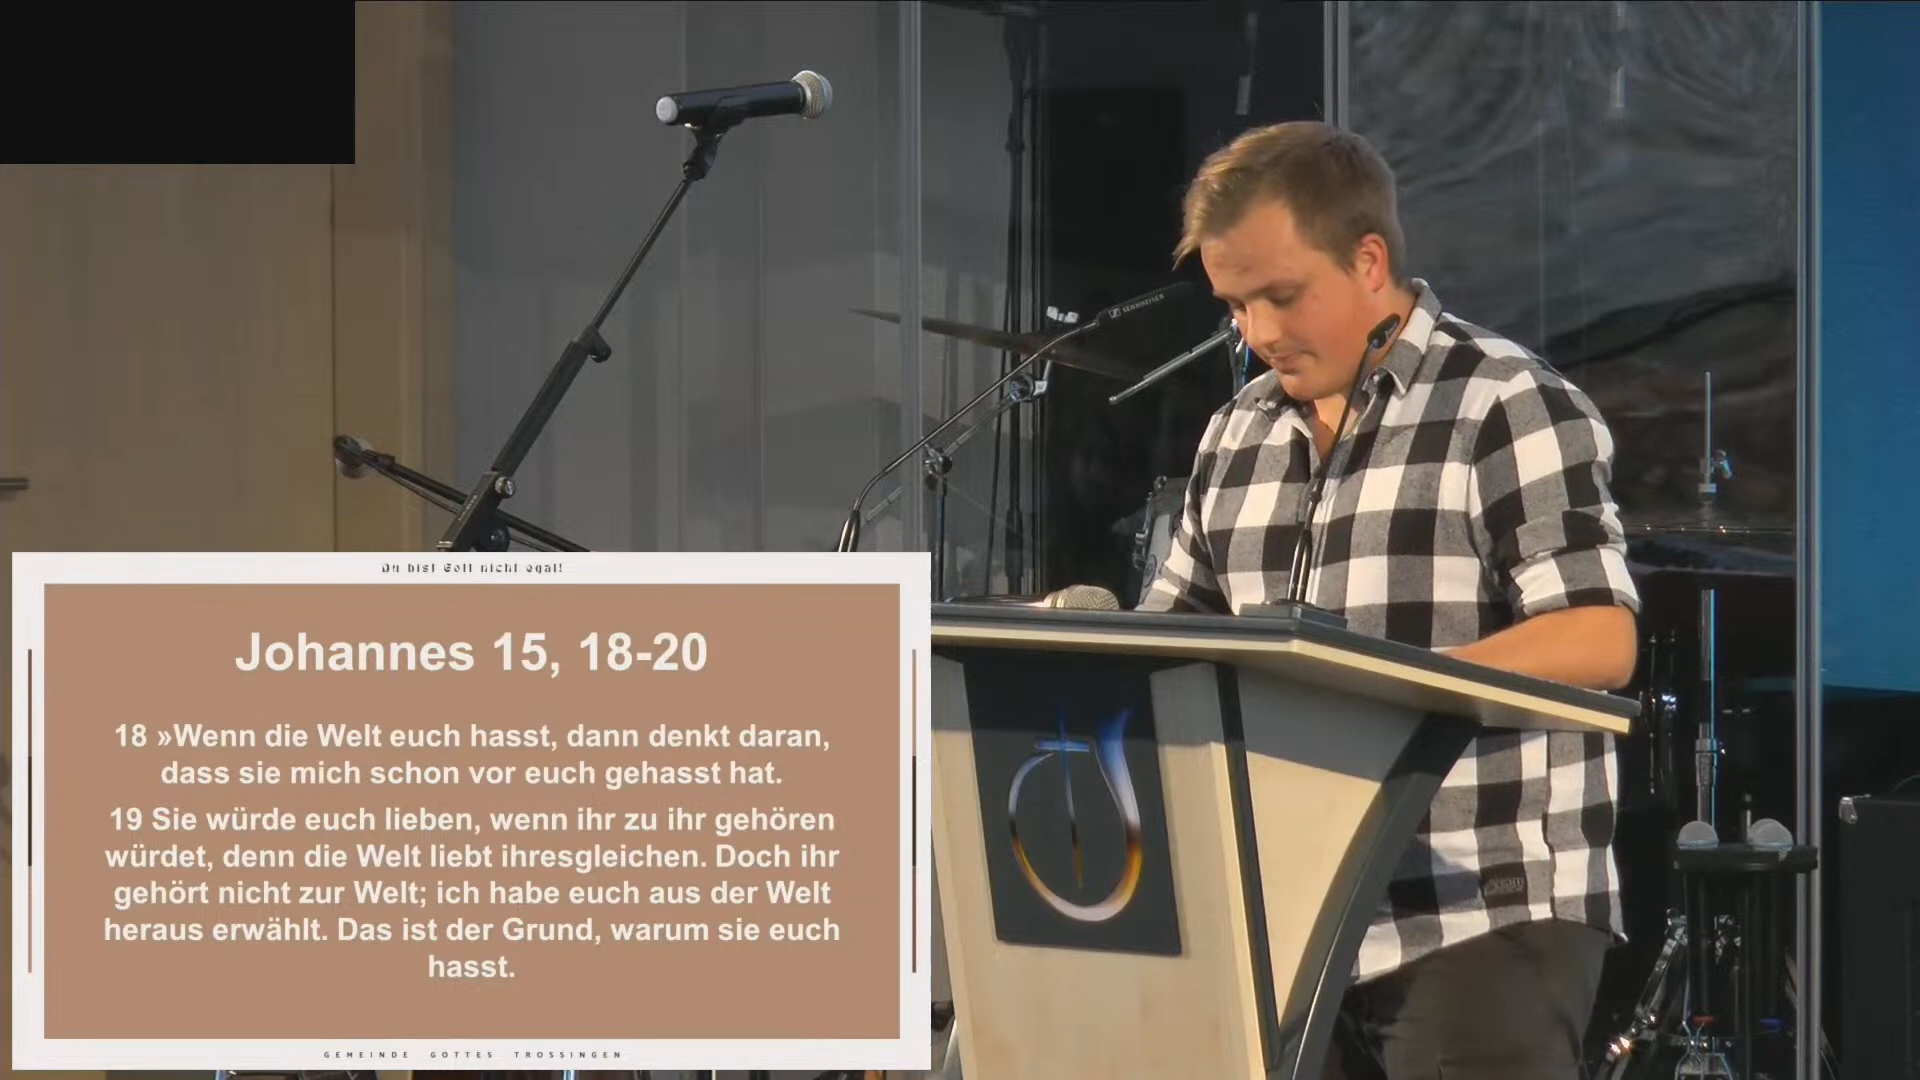 SENNHEISER
Du bist Gott nicht egal!
Johannes 15, 18-20
18 »Wenn die Welt euch hasst, dann denkt daran,
dass sie mich schon vor euch gehasst hat.
19 Sie würde euch lieben, wenn ihr zu ihr gehören
würdet, denn die Welt liebt ihresgleichen. Doch ihr
gehört nicht zur Welt; ich habe euch aus der Welt
heraus erwählt. Das ist der Grund, warum sie euch
hasst.
GEMEINDE GOTTES TROSSINGEN